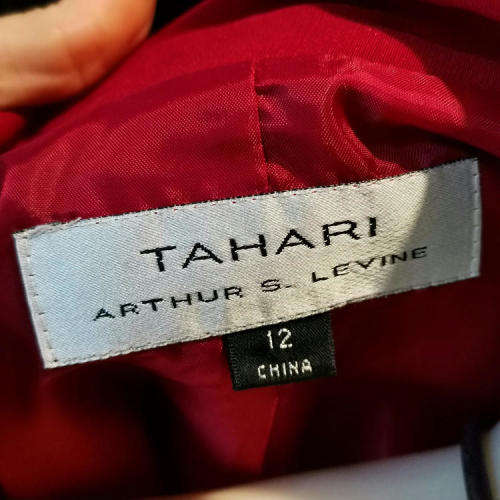 TAHARI
ARTHUR S. LEVINE
12
CHINA